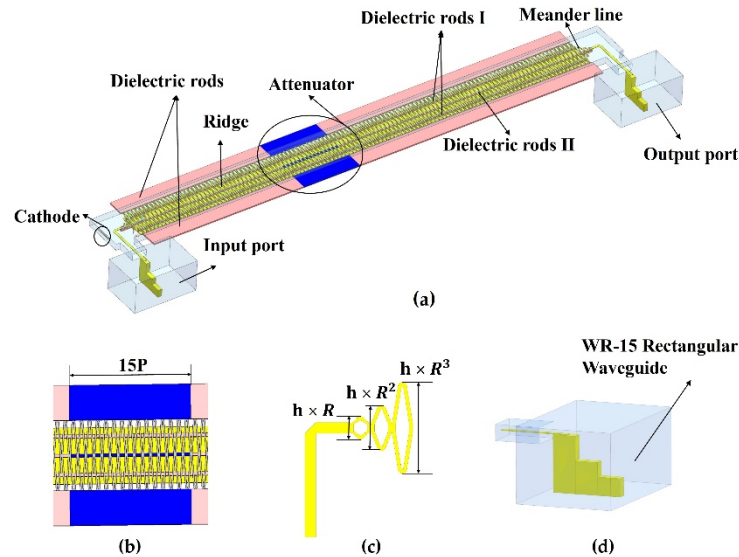 Meander line
Dielectric rods I
Dielectric rods
Attenuator
Ridge
Dielectric rods II
Output port
Cathode
Input port
(a)
15P
h × R
h × R²
h × R³
WR-15 Rectangular
Waveguide
(b)
(c)
(d)